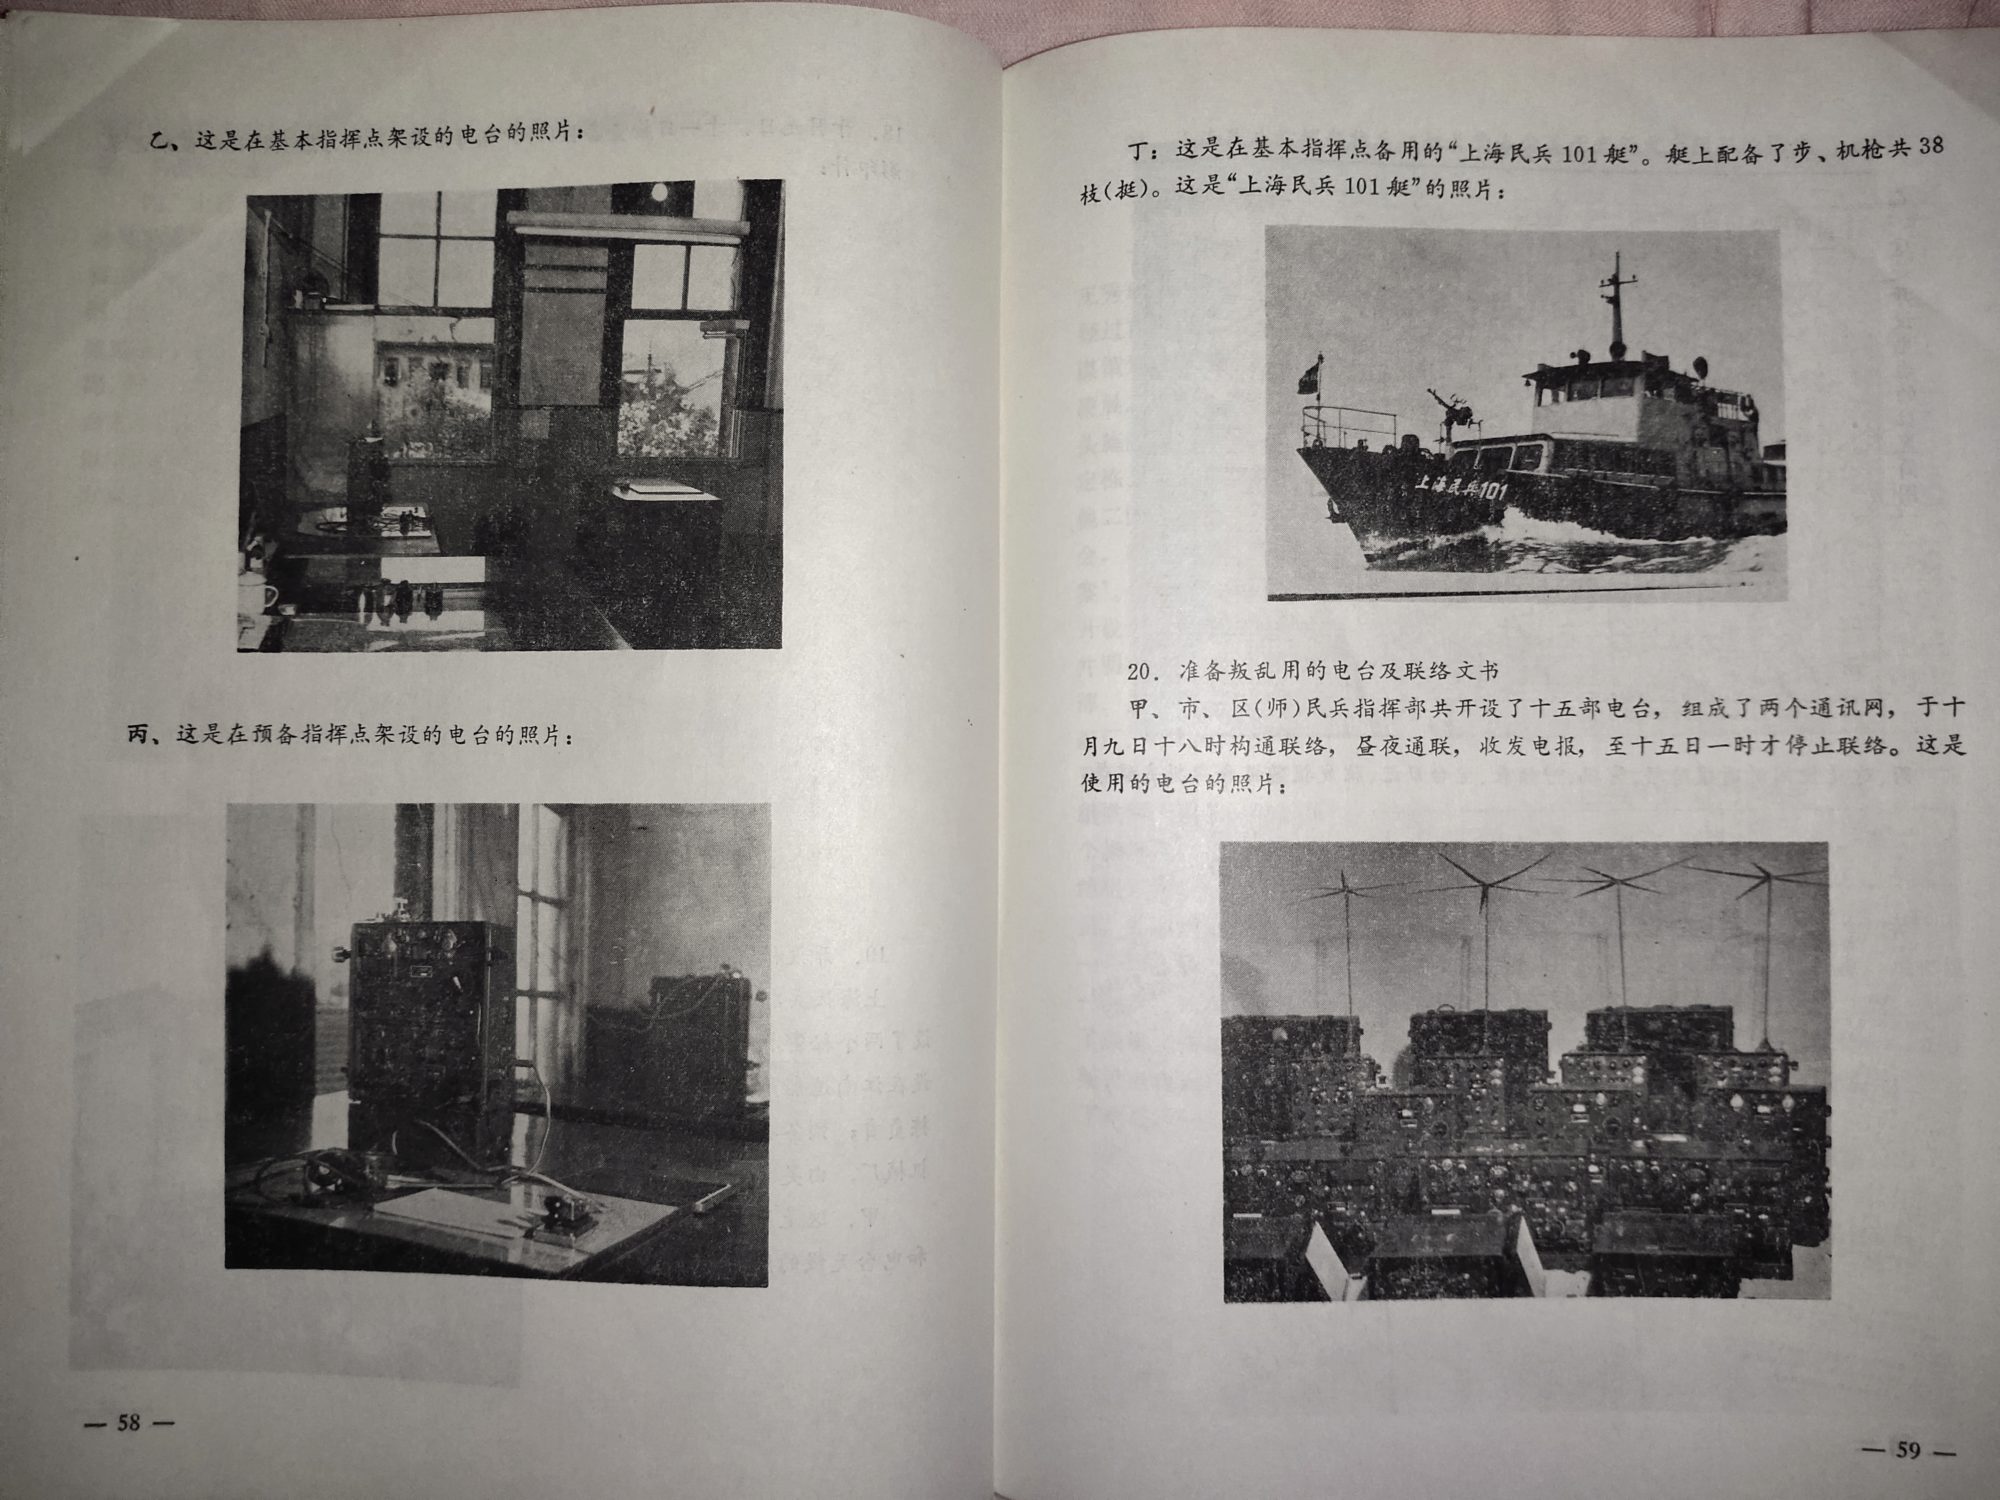 乙、这是在基本指挥点架设的电台的照片：
丙、这是在预备指挥点架设的电台的照片：
— 58 —
丁：这是在基本指挥点备用的“上海民兵 101 艇”。艇上配备了步、机枪共 38
枝(挺)。这是“上海民兵 101 艇”的照片：
上海民兵101
20. 准备叛乱用的电台及联络文书
甲、市、区(师)民兵指挥部共开设了十五部电台，组成了两个通讯网，于十
月九日十八时构通联络，昼夜通联，收发电报，至十五日一时才停止联络。这是
使用的电台的照片：
— 59 —